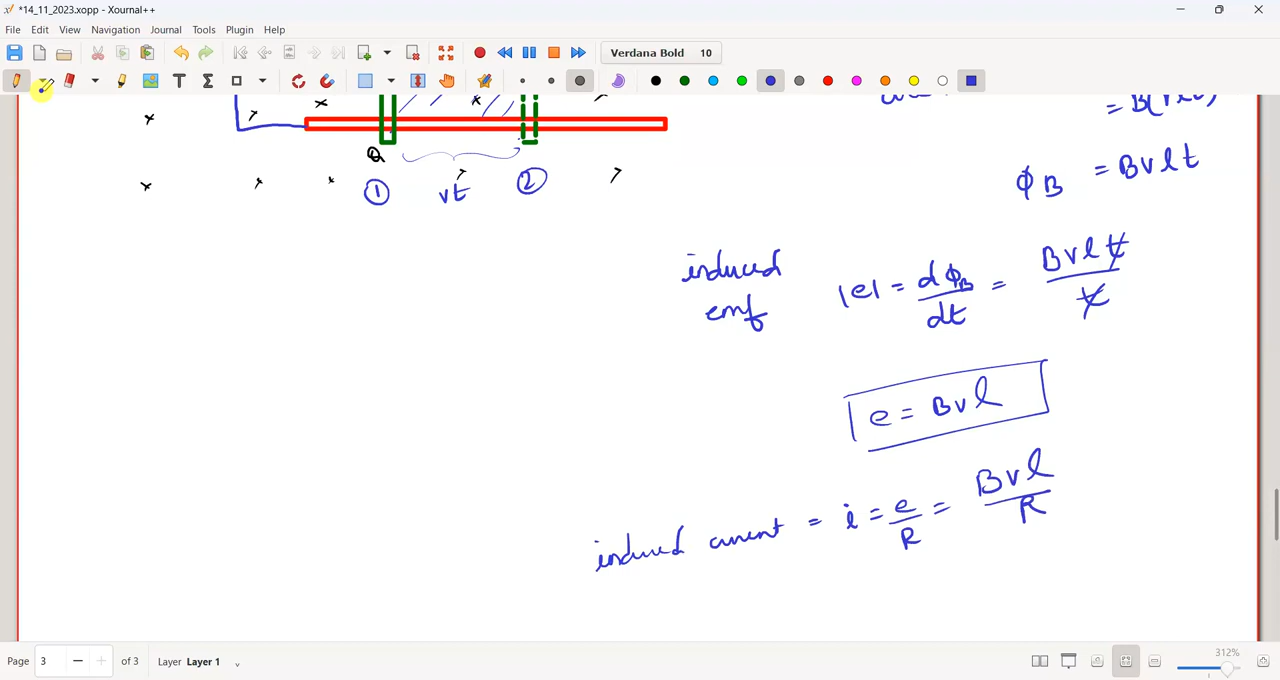 *14_11_2023.xopp - Xournal++
File Edit View Navigation Journal Tools Plugin Help
Verdana Bold 10
= B(vlt)
Q
① vt ②
ϕB = Bvlt
induced emf |e| = dϕB/dt = Bvlt/t
e = Bvl
induced current = i = e/R = Bvl/R
Page 3 of 3 Layer Layer 1
312%